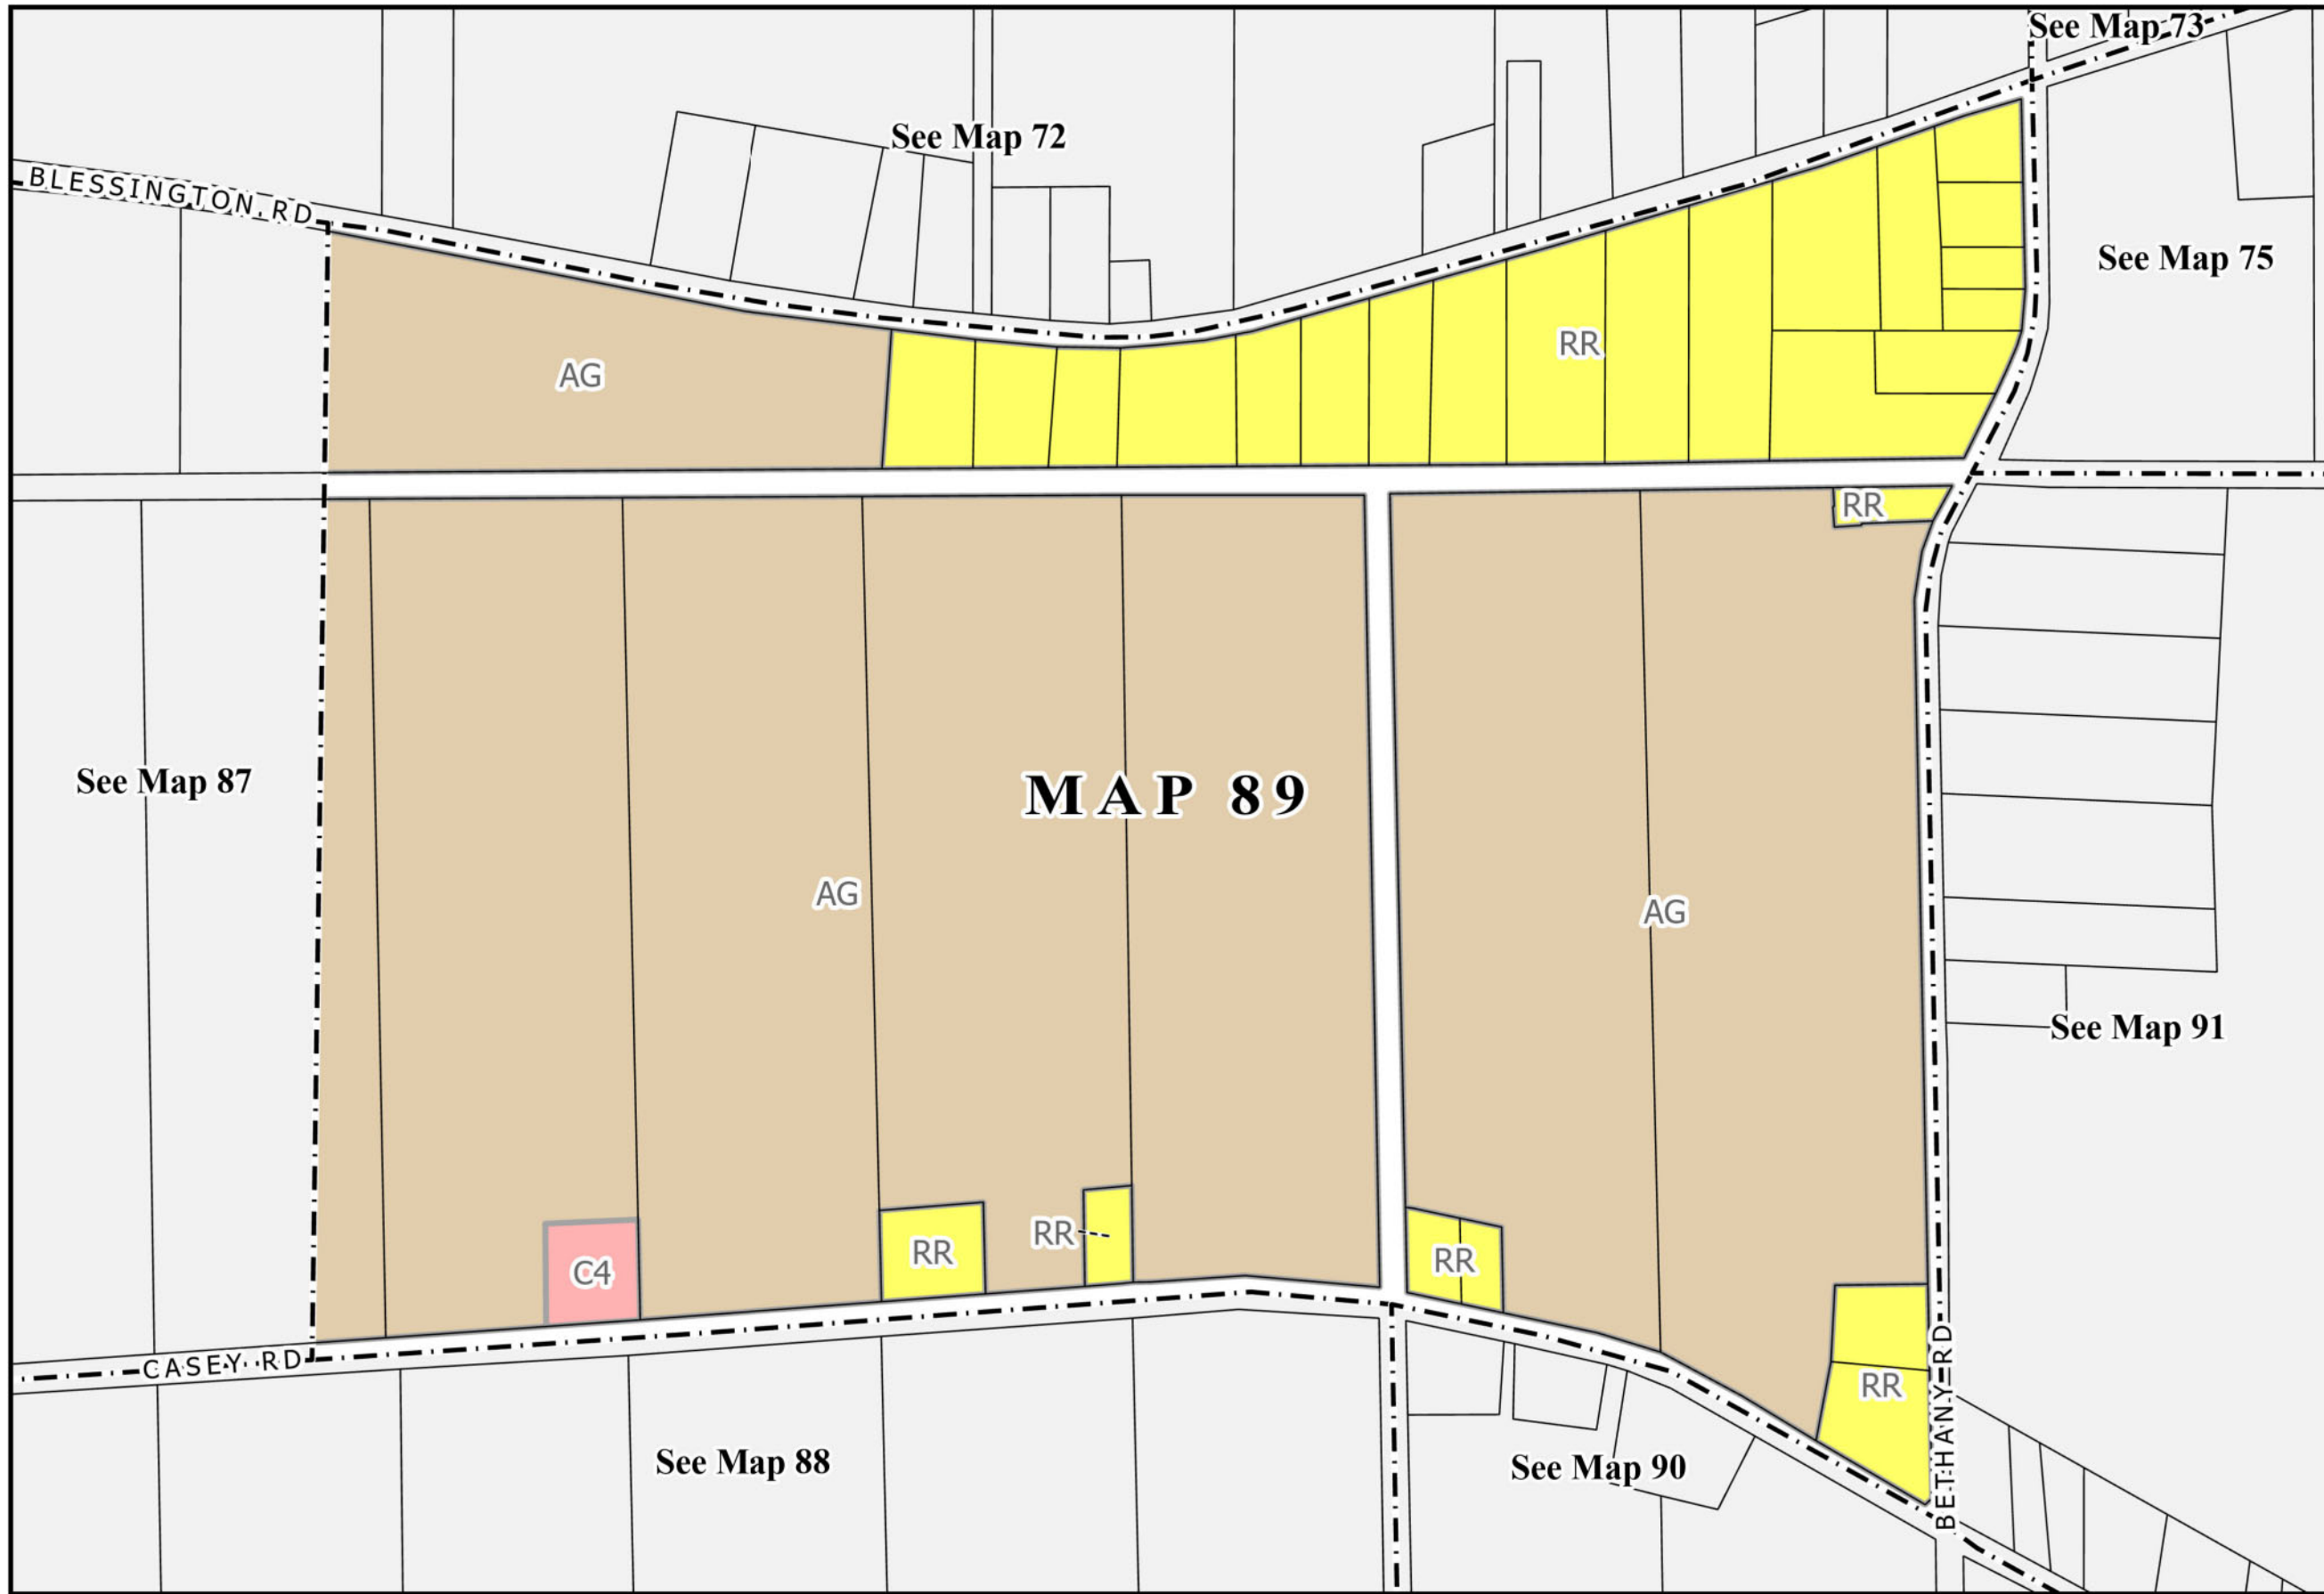 See Map 73
See Map 72
BLESSINGTON RD
See Map 75
RR
AG
RR
See Map 87
MAP 89
AG
AG
See Map 91
RR
RR
RR
C4
CASEY RD
RR
BETHANY RD
See Map 88
See Map 90